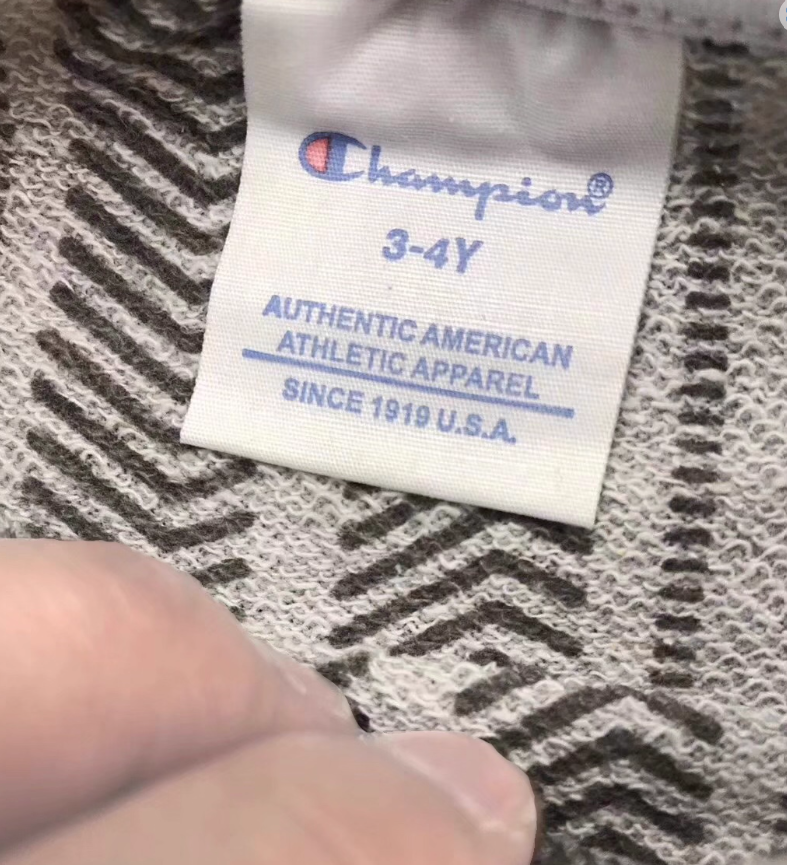 Champion®
3-4Y
AUTHENTIC AMERICAN
ATHLETIC APPAREL
SINCE 1919 U.S.A.